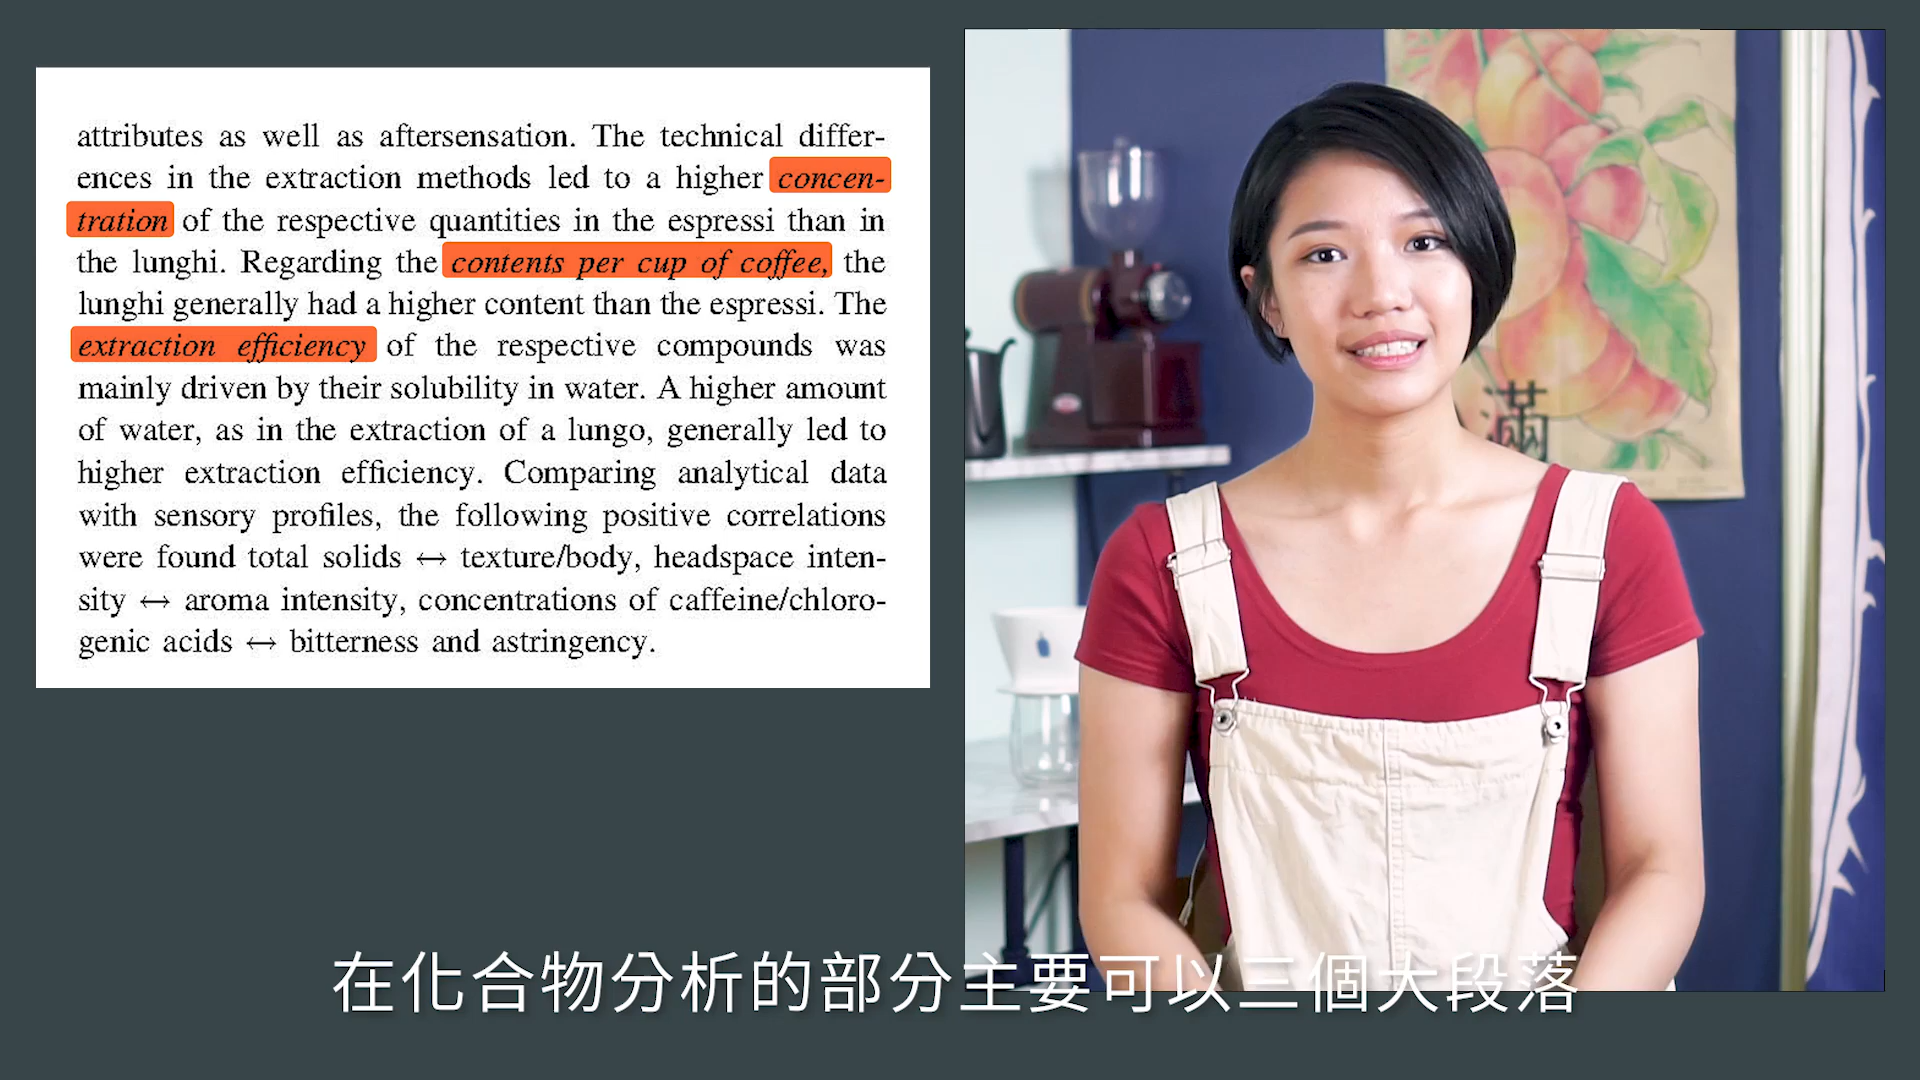 attributes as well as aftersensation. The technical differ-
ences in the extraction methods led to a higher concen-
tration of the respective quantities in the espressi than in
the lunghi. Regarding the contents per cup of coffee, the
lunghi generally had a higher content than the espressi. The
extraction efficiency of the respective compounds was
mainly driven by their solubility in water. A higher amount
of water, as in the extraction of a lungo, generally led to
higher extraction efficiency. Comparing analytical data
with sensory profiles, the following positive correlations
were found total solids ↔ texture/body, headspace inten-
sity ↔ aroma intensity, concentrations of caffeine/chloro-
genic acids ↔ bitterness and astringency.
滿
在化合物分析的部分主要可以三個大段落